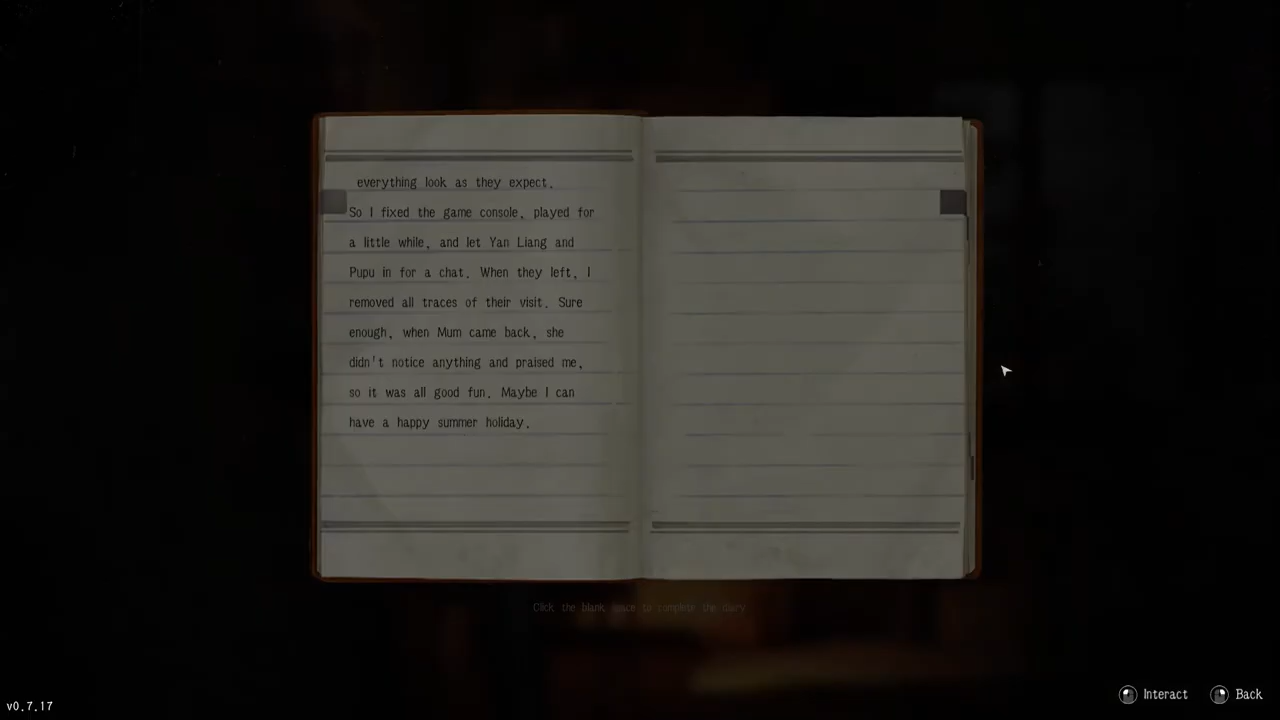 everything look as they expect.
So I fixed the game console, played for
a little while, and let Yan Liang and
Pupu in for a chat. When they left, I
removed all traces of their visit. Sure
enough, when Mum came back, she
didn't notice anything and praised me,
so it was all good fun. Maybe I can
have a happy summer holiday.
Click the blank space to complete the diary
Interact Back
v0.7.17